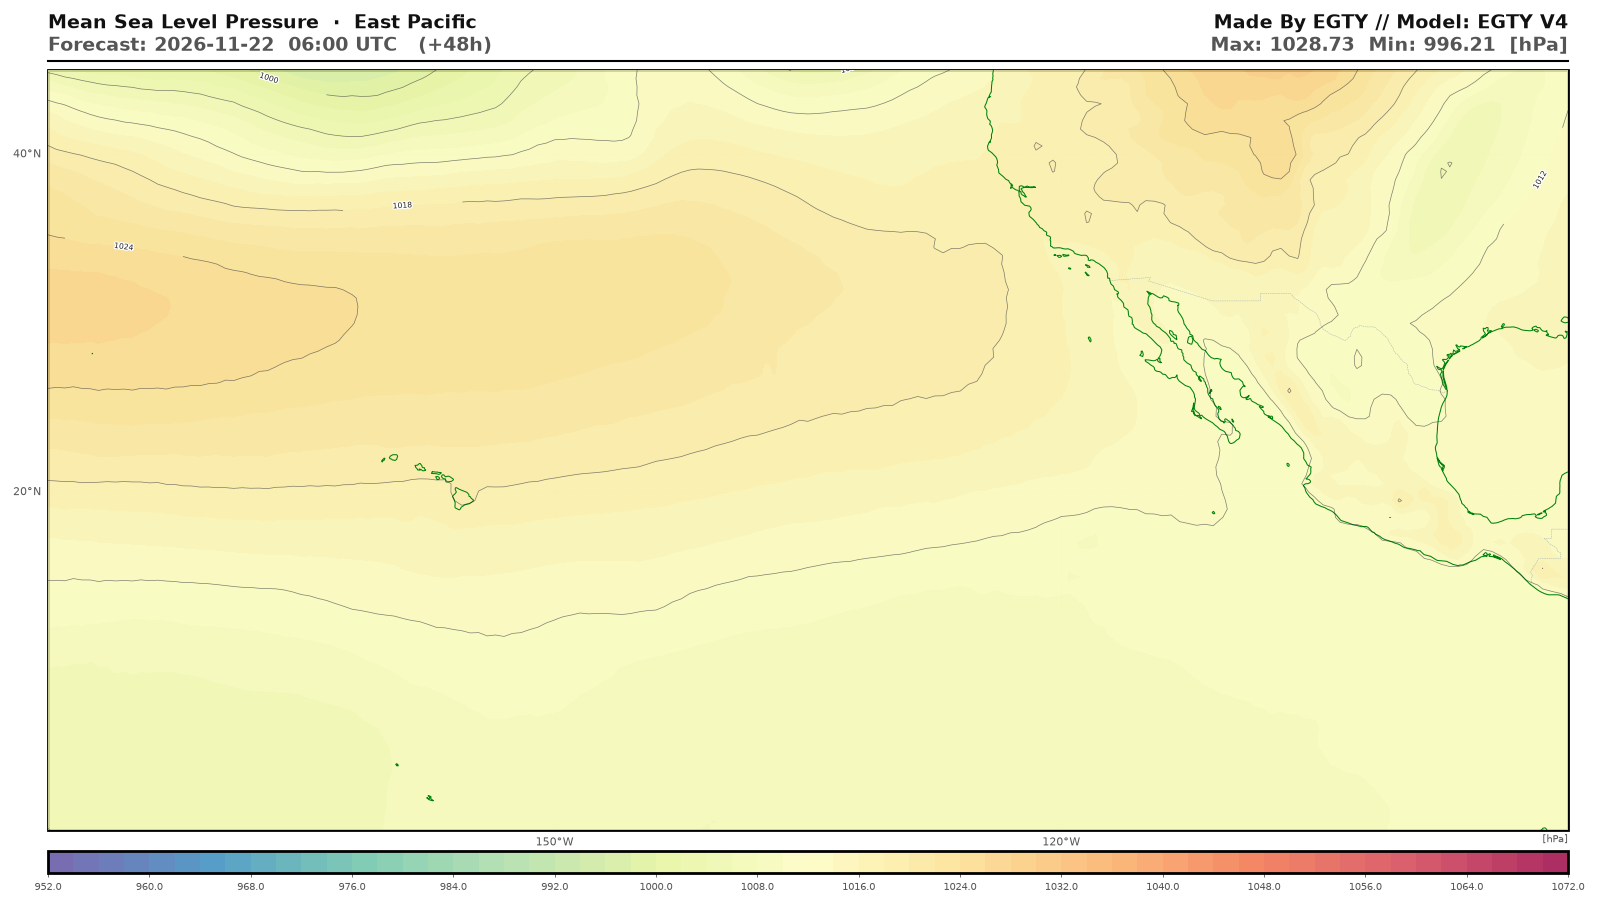 Mean Sea Level Pressure · East Pacific
Made By EGTY // Model: EGTY V4
Forecast: 2026-11-22 06:00 UTC (+48h)
Max: 1028.73 Min: 996.21 [hPa]
1000
40°N
1012
1018
1024
20°N
150°W
120°W
[hPa]
952.0 960.0 968.0 976.0 984.0 992.0 1000.0 1008.0 1016.0 1024.0 1032.0 1040.0 1048.0 1056.0 1064.0 1072.0